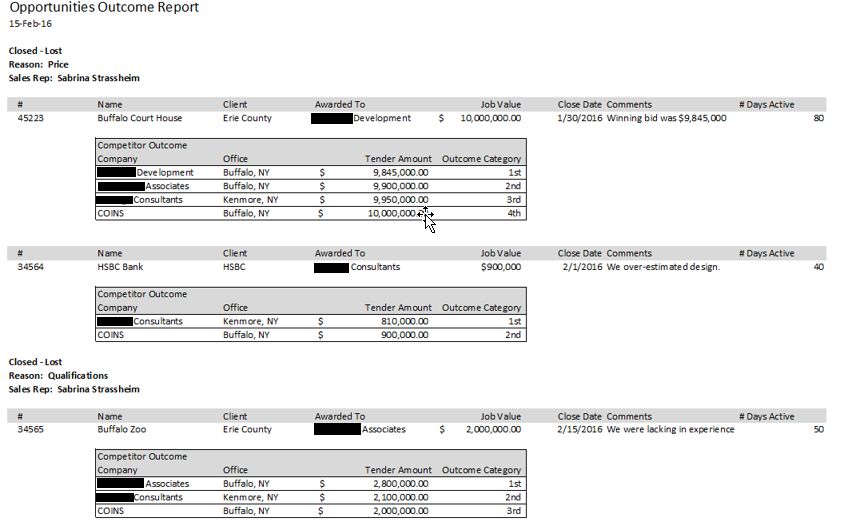 Opportunities Outcome Report
15-Feb-16
Closed - Lost
Reason: Price
Sales Rep: Sabrina Strassheim
# Name Client Awarded To Job Value Close Date Comments # Days Active
45223 Buffalo Court House Erie County Development $ 10,000,000.00 1/30/2016 Winning bid was $9,845,000 80
Competitor Outcome
Company Office Tender Amount Outcome Category
Development Buffalo, NY $ 9,845,000.00 1st
Associates Buffalo, NY $ 9,900,000.00 2nd
Consultants Kenmore, NY $ 9,950,000.00 3rd
COINS Buffalo, NY $ 10,000,000. 4th
# Name Client Awarded To Job Value Close Date Comments # Days Active
34564 HSBC Bank HSBC Consultants $900,000 2/1/2016 We over-estimated design. 40
Competitor Outcome
Company Office Tender Amount Outcome Category
Consultants Kenmore, NY $ 810,000.00 1st
COINS Buffalo, NY $ 900,000.00 2nd
Closed - Lost
Reason: Qualifications
Sales Rep: Sabrina Strassheim
# Name Client Awarded To Job Value Close Date Comments # Days Active
34565 Buffalo Zoo Erie County Associates $ 2,000,000.00 2/15/2016 We were lacking in experience 50
Competitor Outcome
Company Office Tender Amount Outcome Category
Associates Buffalo, NY $ 2,800,000.00 1st
Consultants Kenmore, NY $ 2,100,000.00 2nd
COINS Buffalo, NY $ 2,000,000.00 3rd